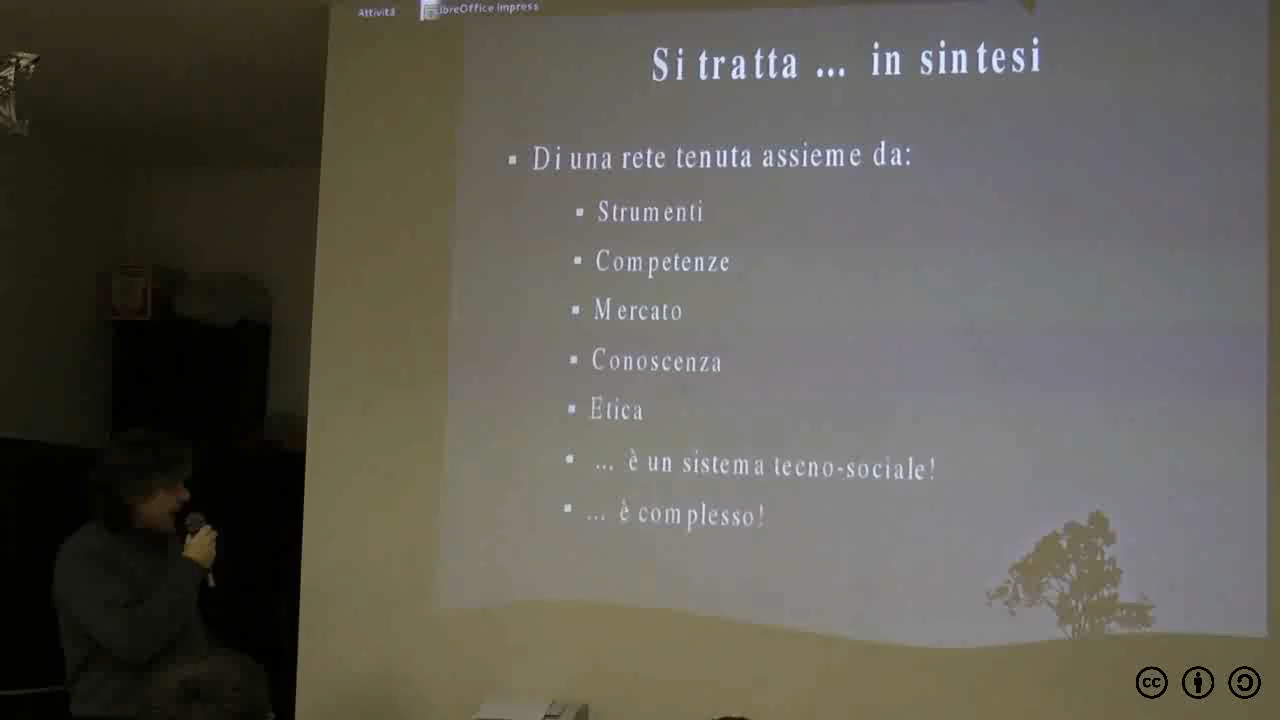 Attività LibreOffice Impress
Si tratta ... in sintesi
Di una rete tenuta assieme da:
Strumenti
Competenze
Mercato
Conoscenza
Etica
... è un sistema tecno-sociale!
... è complesso!
cc